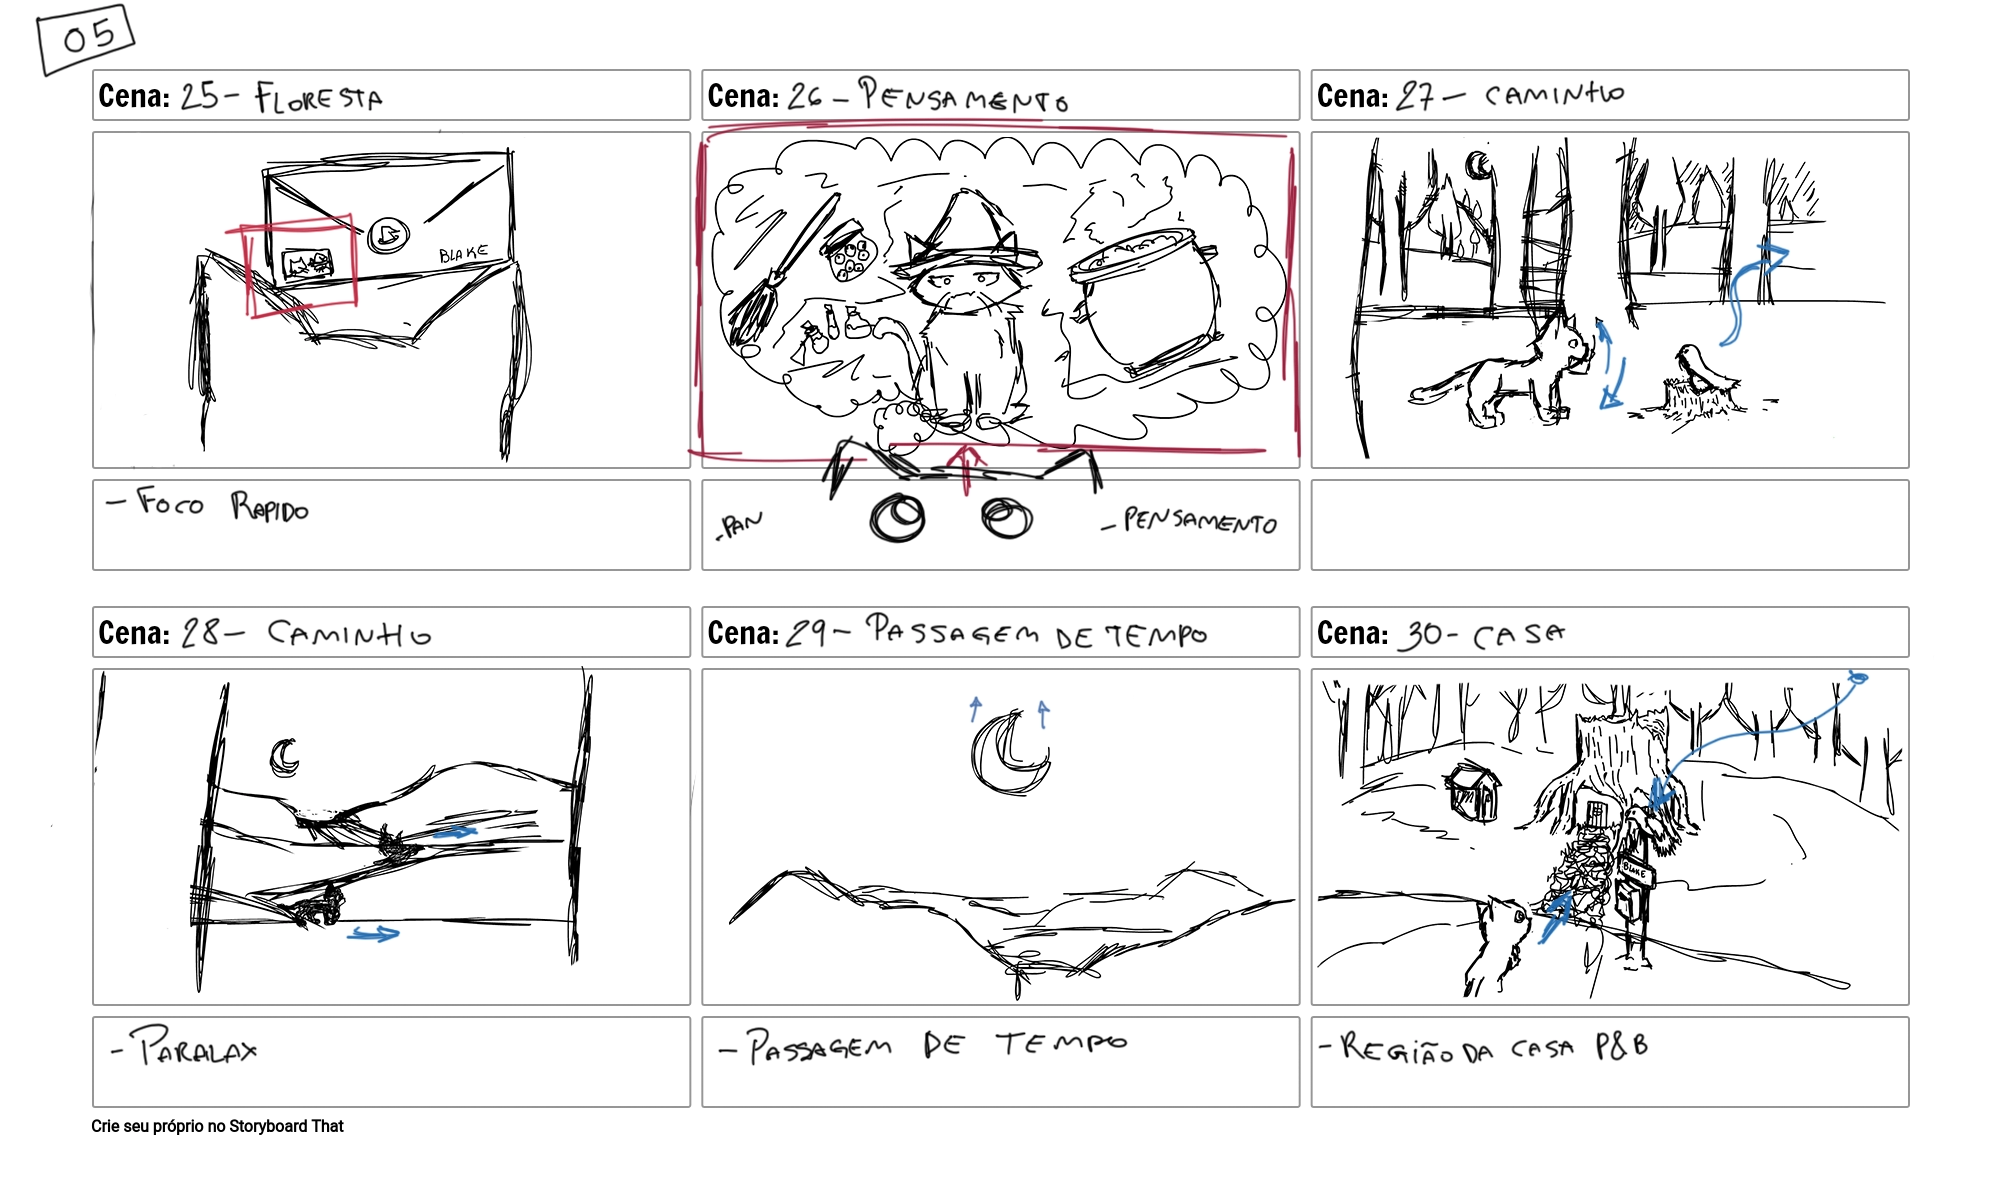 05
Cena: 25- FLORESTA
BLAKE
- FOCO RAPIDO
Cena: 26- PENSAMENTO
- PAN
- PENSAMENTO
Cena: 27- CAMINHO
Cena: 28- CAMINHO
- PARALAX
Cena: 29- PASSAGEM DE TEMPO
- PASSAGEM DE TEMPO
Cena: 30- CASA
BLAKE
- REGIÃO DA CASA P&B
Crie seu próprio no Storyboard That